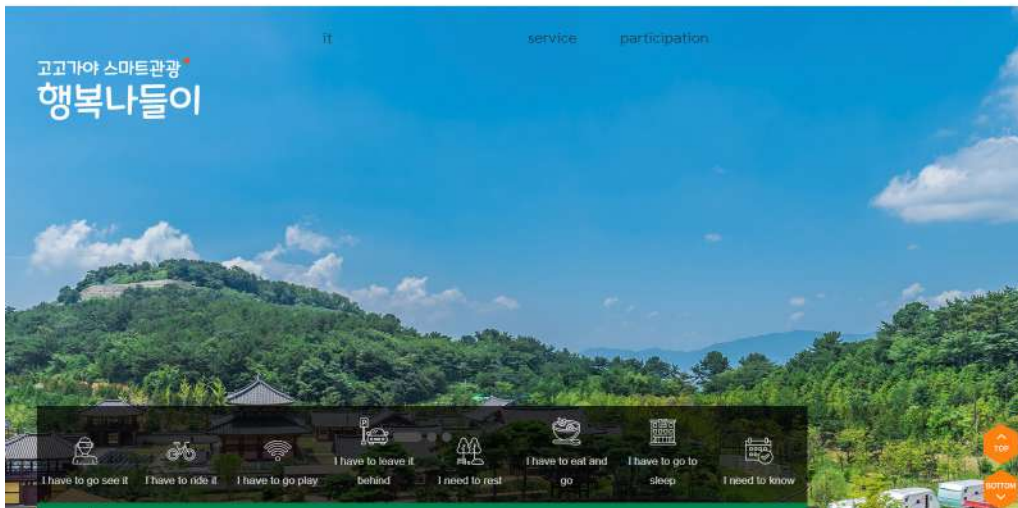 it service participation
고고가야 스마트관광
행복나들이
I have to go see it
I have to ride it
I have to go play
I have to leave it
behind
I need to rest
I have to eat and
go
I have to go to
sleep
I need to know
TOP
BOTTOM